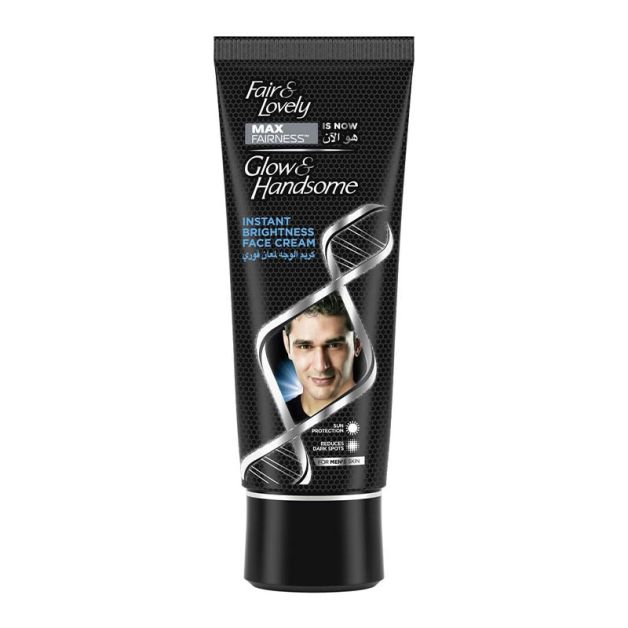 Fair &
Lovely
MAX
FAIRNESS™
IS NOW
هو الآن
Glow &
Handsome
INSTANT
BRIGHTNESS
FACE CREAM
كريم الوجه لمعان فوري
SUN
PROTECTION
REDUCES
DARK SPOTS
FOR MEN'S SKIN